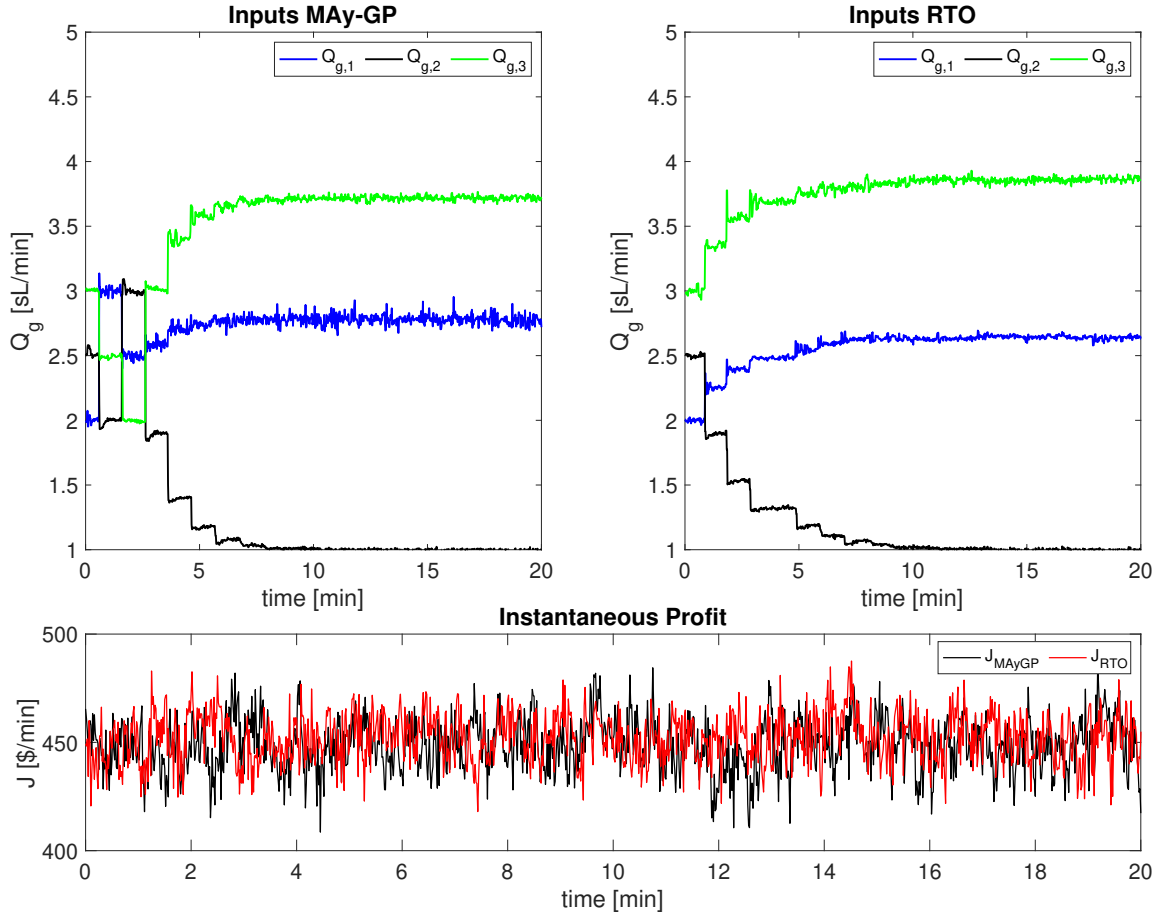 Inputs MAy-GP
Q_g,1 Q_g,2 Q_g,3
5
4.5
4
3.5
3
2.5
2
1.5
1
Q_g [sL/min]
0 5 10 15 20
time [min]
Inputs RTO
Q_g,1 Q_g,2 Q_g,3
5
4.5
4
3.5
3
2.5
2
1.5
1
Q_g [sL/min]
0 5 10 15 20
time [min]
Instantaneous Profit
J_MAyGP J_RTO
500
450
400
J [$/min]
0 2 4 6 8 10 12 14 16 18 20
time [min]